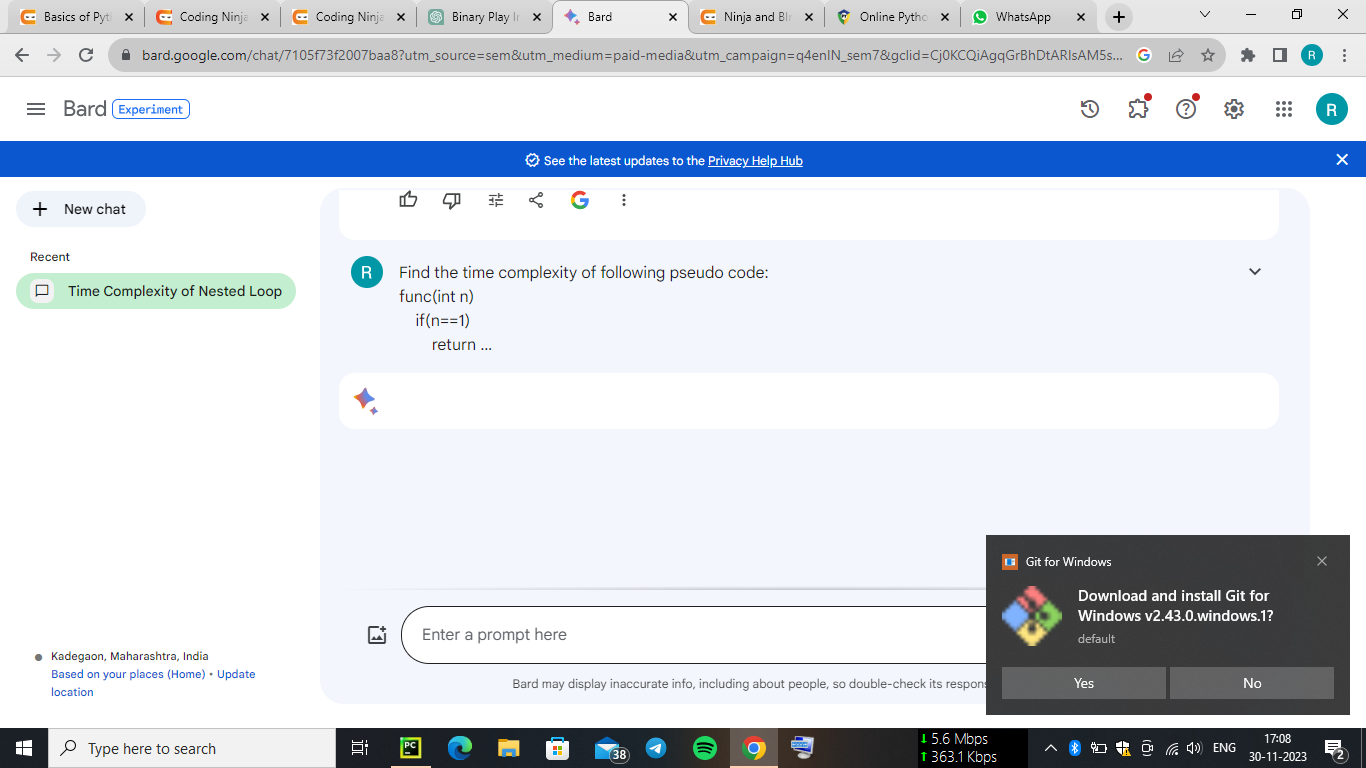 Basics of Pyt
Coding Ninja
Coding Ninja
Binary Play In
Bard
Ninja and Bin
Online Pytho
WhatsApp
bard.google.com/chat/7105f73f2007baa8?utm_source=sem&utm_medium=paid-media&utm_campaign=q4enIN_sem7&gclid=Cj0KCQiAgqGrBhDtARIsAM5s...
R
Bard Experiment
R
See the latest updates to the Privacy Help Hub
New chat
Recent
Time Complexity of Nested Loop
R
Find the time complexity of following pseudo code:
func(int n)
if(n==1)
return ...
Enter a prompt here
Bard may display inaccurate info, including about people, so double-check its respons
Kadegaon, Maharashtra, India
Based on your places (Home) • Update
location
Git for Windows
Download and install Git for
Windows v2.43.0.windows.1?
default
Yes
No
Type here to search
PC
38
5.6 Mbps
363.1 Kbps
ENG
17:08
30-11-2023
2